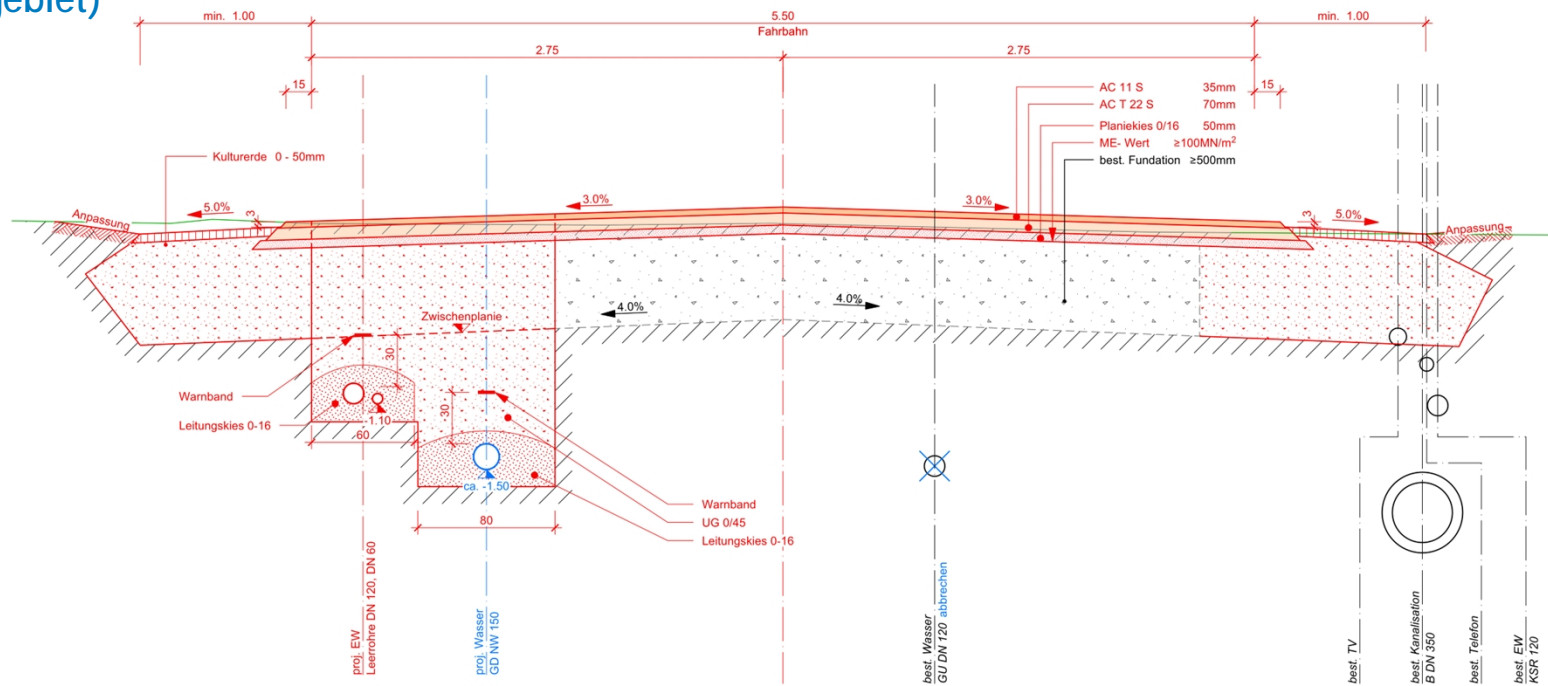 gebiet)
min. 1.00
5.50
Fahrbahn
min. 1.00
2.75
2.75
15
15
AC 11 S 35mm
AC T 22 S 70mm
Planiekies 0/16 50mm
ME- Wert ≥100MN/m²
best. Fundation ≥500mm
Kulturerde 0 - 50mm
Anpassung
5.0%
3
3.0%
3.0%
3
5.0%
Anpassung
4.0%
4.0%
Zwischenplanie
30
Warnband
Leitungskies 0-16
-1.10
60
30
ca. -1.50
80
Warnband
UG 0/45
Leitungskies 0-16
proj. EW
Leerrohre DN 120, DN 60
proj. Wasser
GD NW 150
best. Wasser
GU DN 120 abbrechen
best. TV
best. Kanalisation
B DN 350
best. Telefon
best. EW
KSR 120